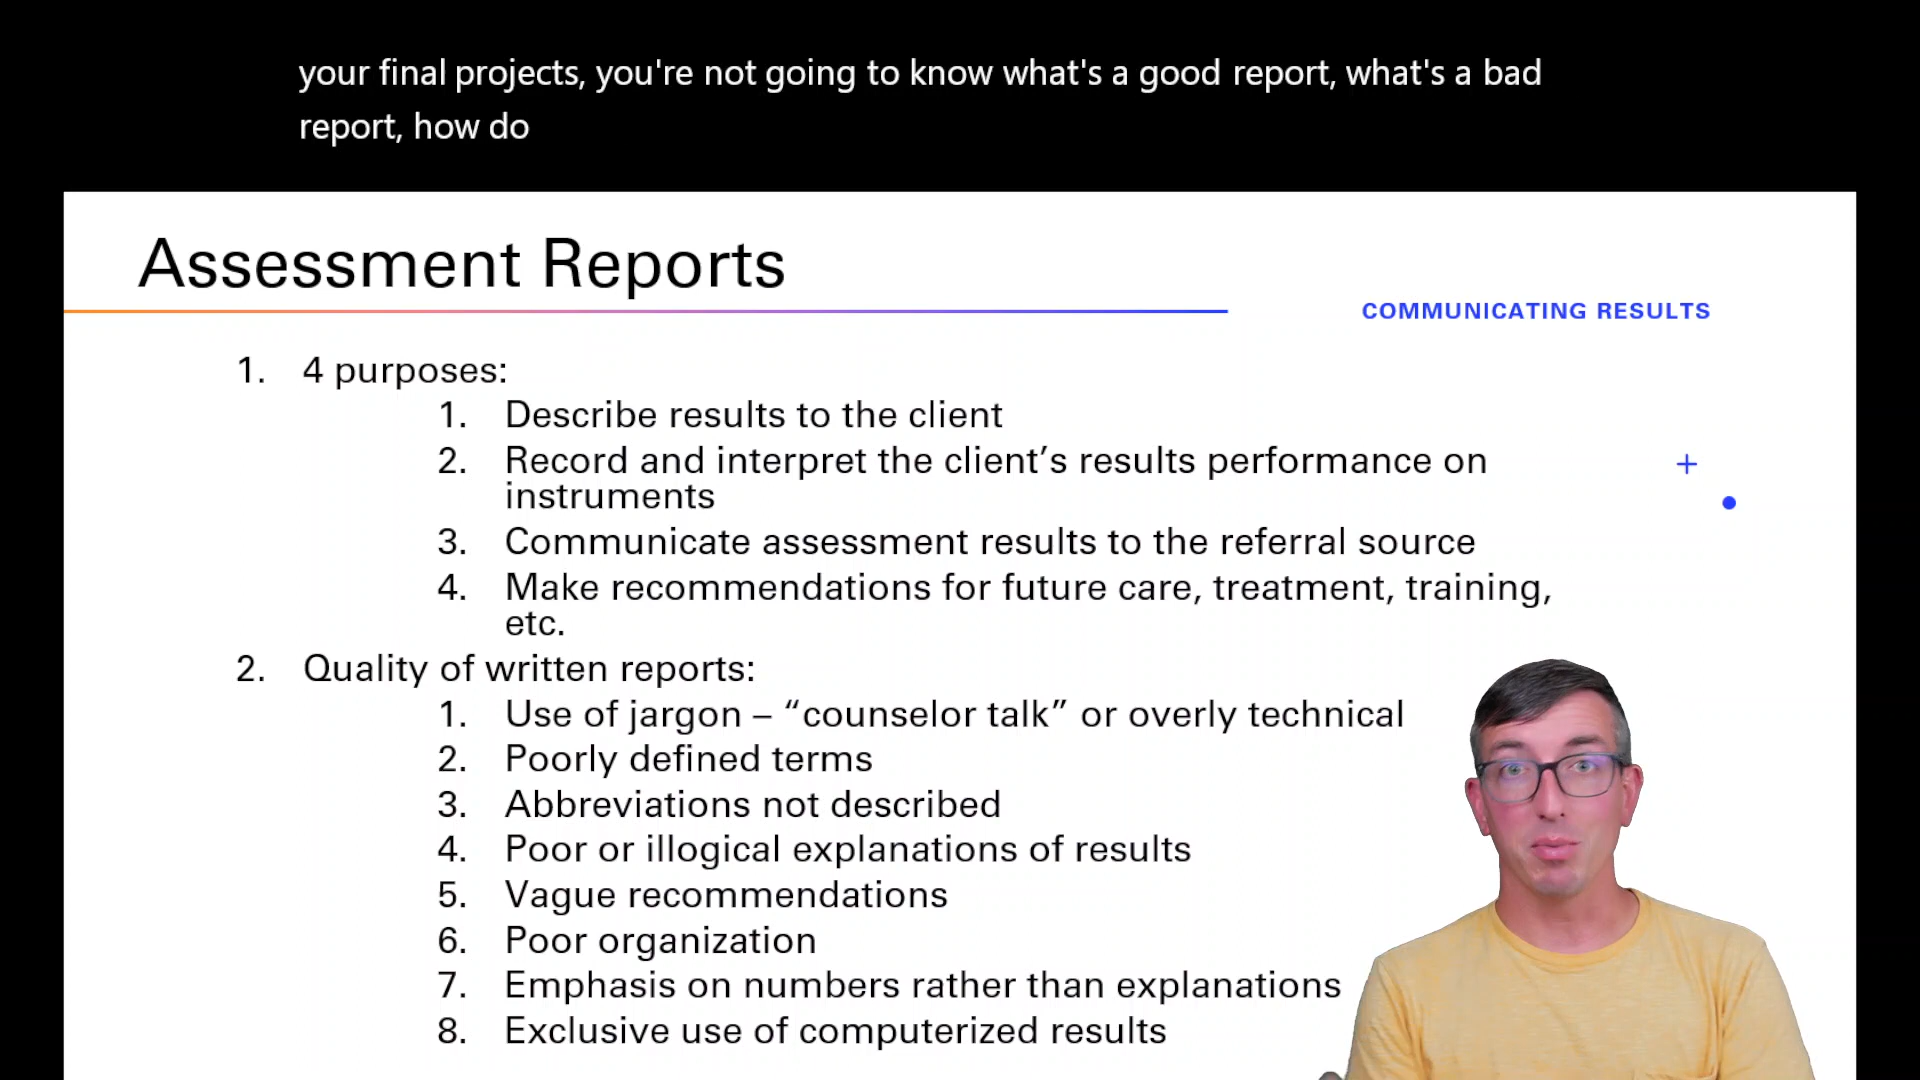 your final projects, you're not going to know what's a good report, what's a bad
report, how do
Assessment Reports
COMMUNICATING RESULTS
1. 4 purposes:
1. Describe results to the client
2. Record and interpret the client’s results performance on
instruments
3. Communicate assessment results to the referral source
4. Make recommendations for future care, treatment, training,
etc.
2. Quality of written reports:
1. Use of jargon – “counselor talk” or overly technical
2. Poorly defined terms
3. Abbreviations not described
4. Poor or illogical explanations of results
5. Vague recommendations
6. Poor organization
7. Emphasis on numbers rather than explanations
8. Exclusive use of computerized results